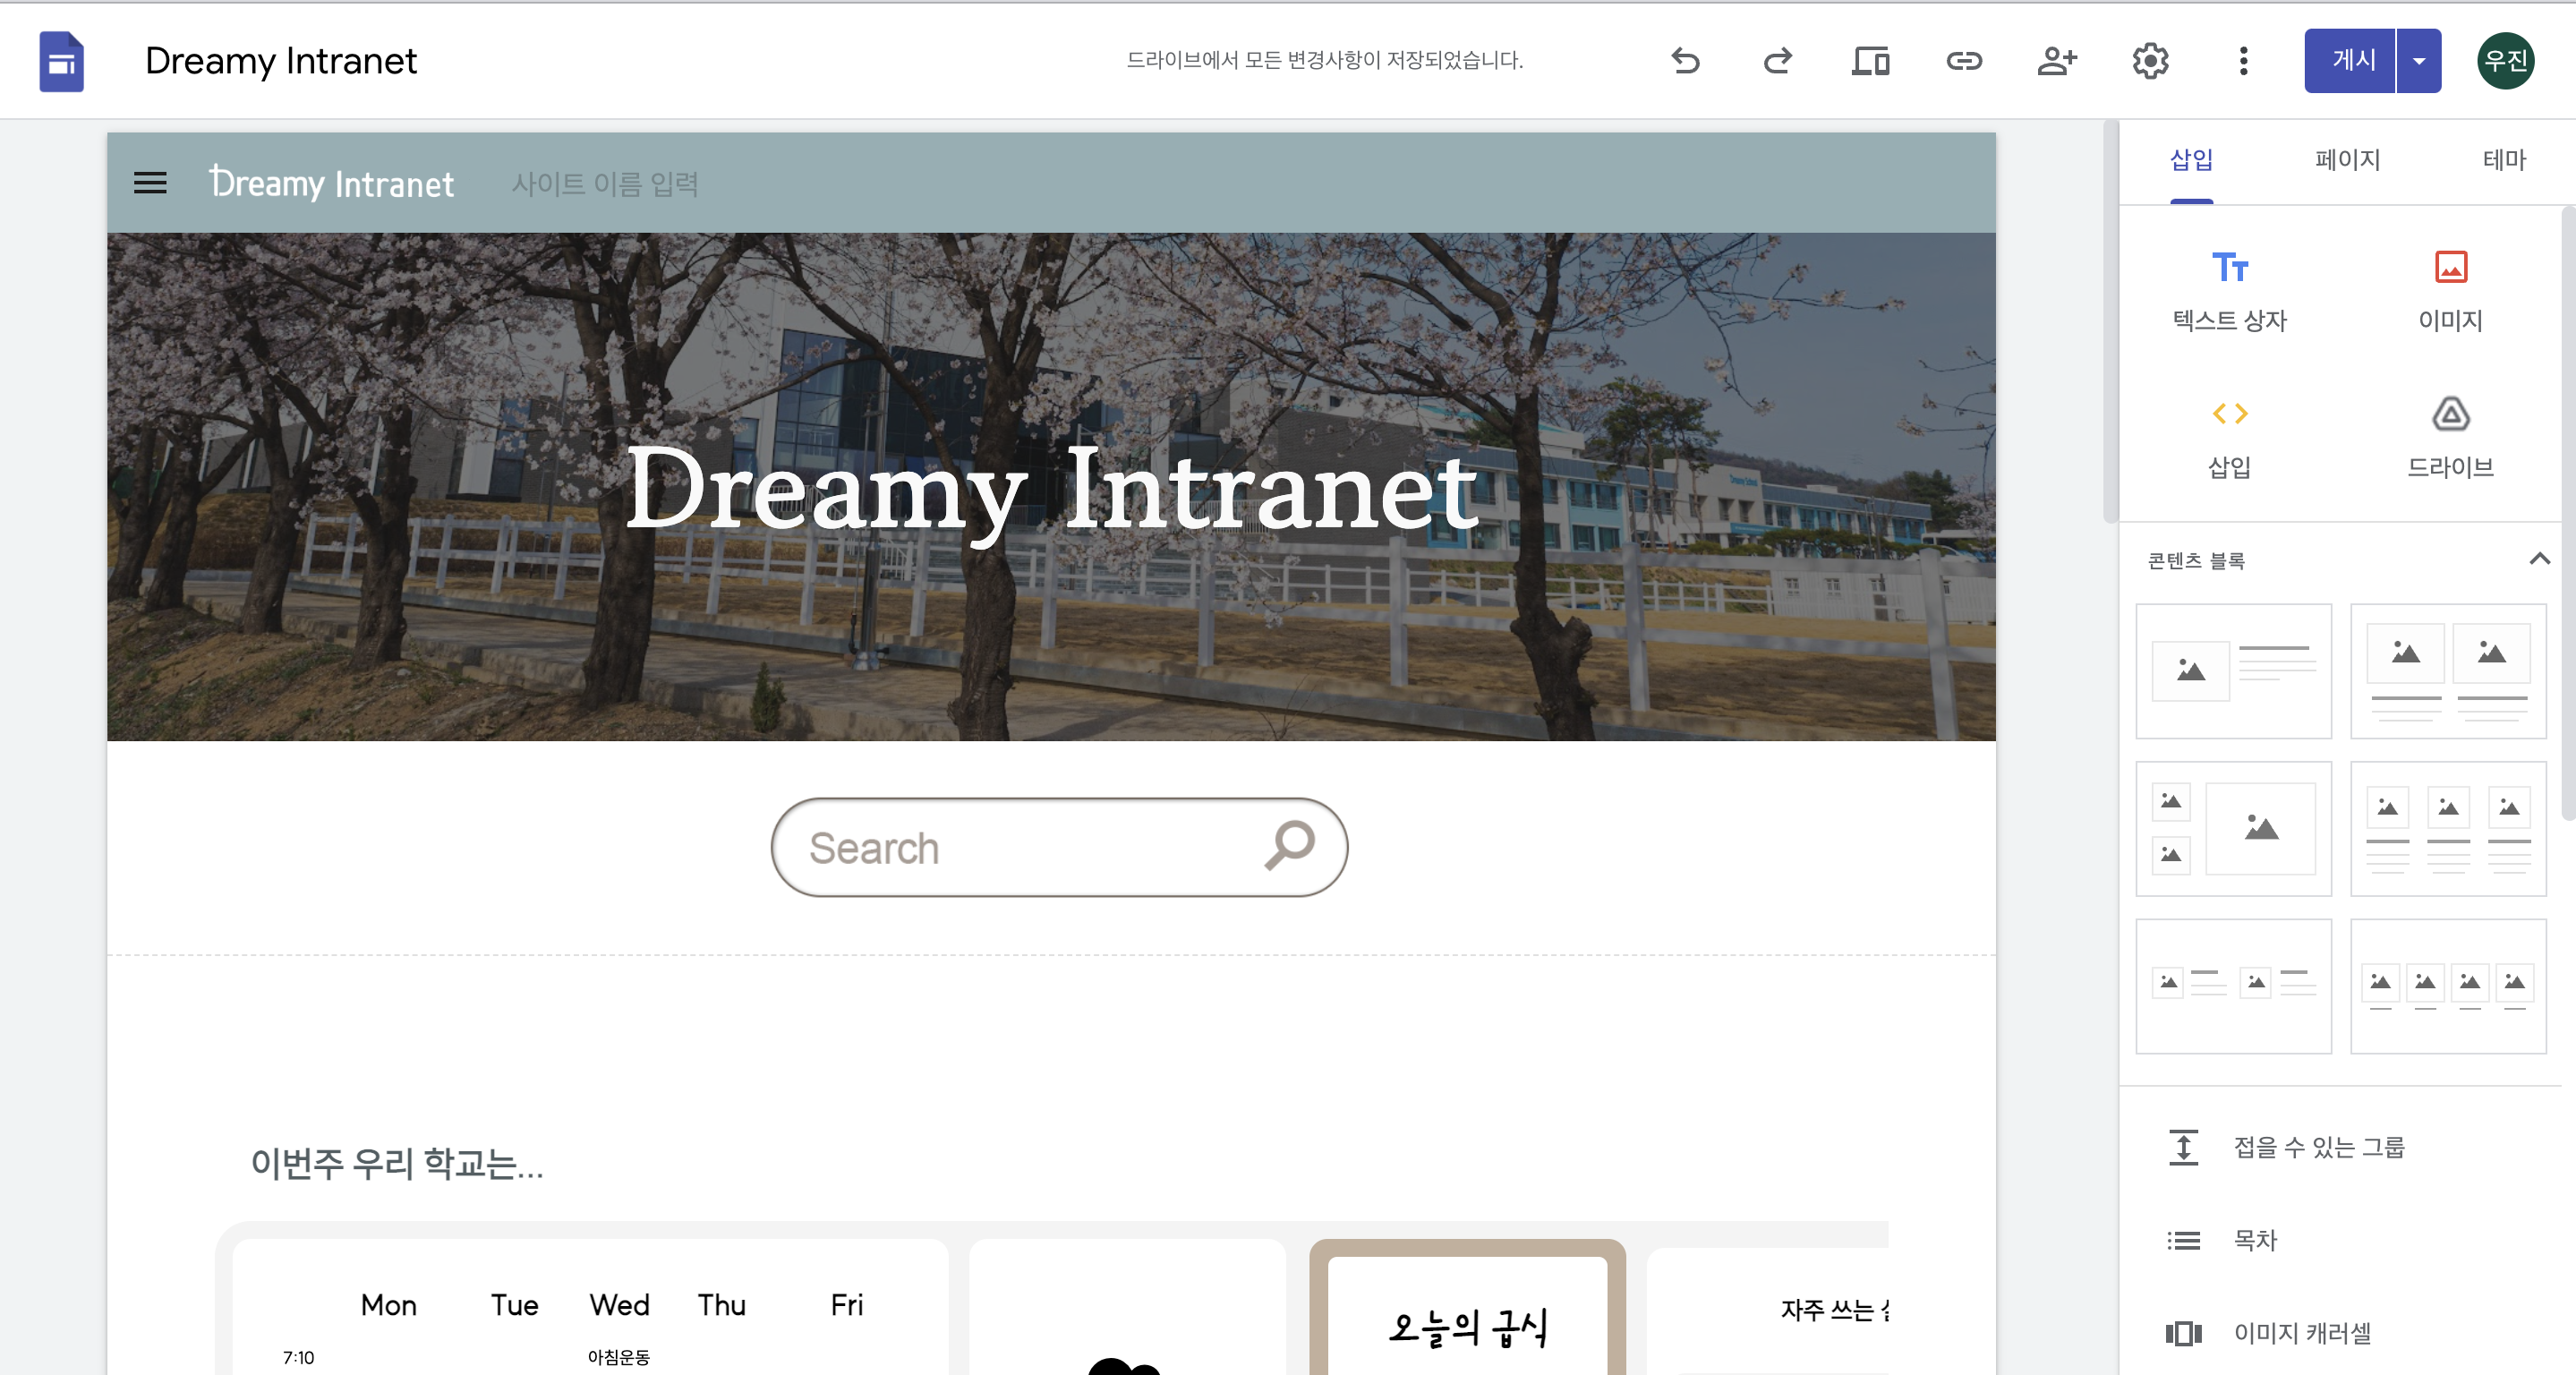 Dreamy Intranet
드라이브에서 모든 변경사항이 저장되었습니다.
게시
우진
Dreamy Intranet
사이트 이름 입력
Dreamy Intranet
Search
이번주 우리 학교는...
Mon Tue Wed Thu Fri
7:10 아침운동
오늘의 급식
자주 쓰는
삽입 페이지 테마
텍스트 상자 이미지
삽입 드라이브
콘텐츠 블록
접을 수 있는 그룹
목차
이미지 캐러셀